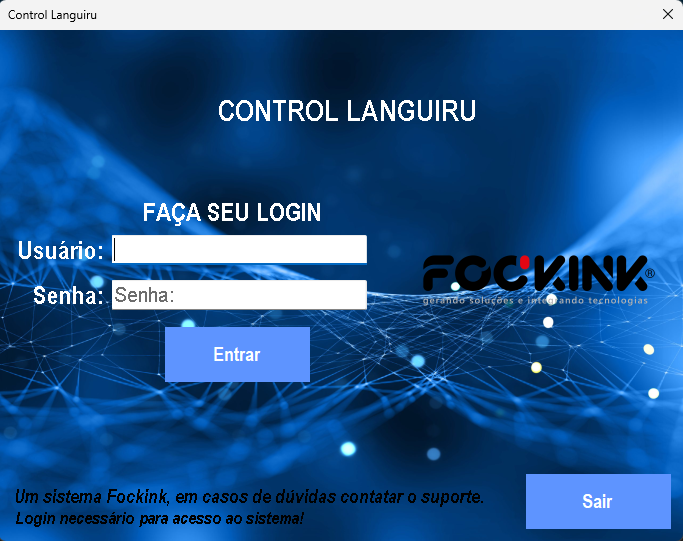 Control Languiru
CONTROL LANGUIRU
FAÇA SEU LOGIN
Usuário:
Senha: Senha:
Entrar
FOCKINK®
gerando soluções e integrando tecnologias
Um sistema Fockink, em casos de dúvidas contatar o suporte.
Login necessário para acesso ao sistema!
Sair